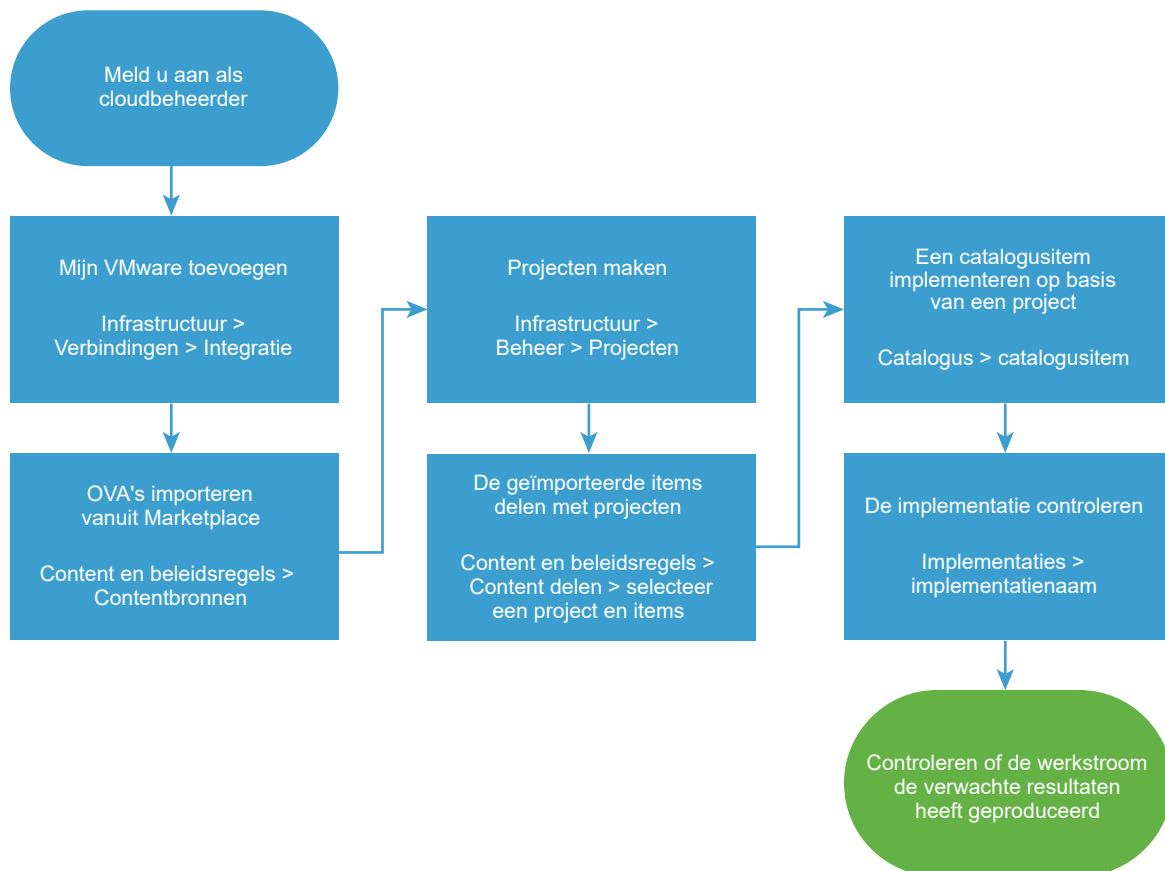 Meld u aan als
cloudbeheerder
Mijn VMware toevoegen
Infrastructuur >
Verbindingen > Integratie
OVA's importeren
vanuit Marketplace
Content en beleidsregels >
Contentbronnen
Projecten maken
Infrastructuur >
Beheer > Projecten
De geïmporteerde items
delen met projecten
Content en beleidsregels >
Content delen > selecteer
een project en items
Een catalogusitem
implementeren op basis
van een project
Catalogus > catalogusitem
De implementatie controleren
Implementaties >
implementatienaam
Controleren of de werkstroom
de verwachte resultaten
heeft geproduceerd